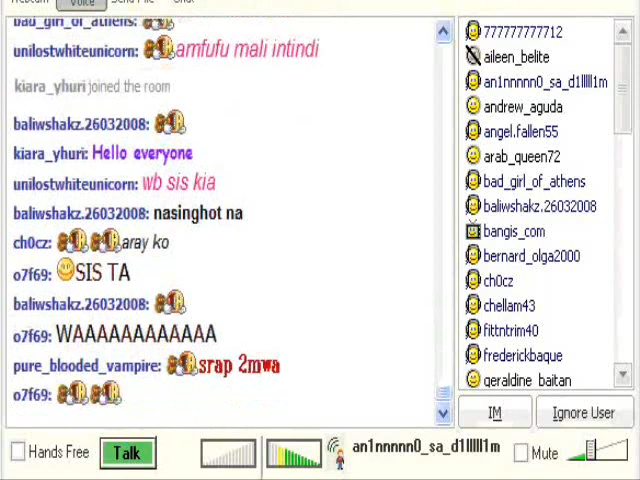 Voice
bad_girl_of_athens:
unilostwhiteunicorn: amfufu mali intindi
kiara_yhuri joined the room
baliwshakz.26032008:
kiara_yhuri: Hello everyone
unilostwhiteunicorn: wb sis kia
baliwshakz.26032008: nasinghot na
ch0cz: aray ko
o7f69: SIS TA
baliwshakz.26032008:
o7f69: WAAAAAAAAAAAA
pure_blooded_vampire: srap 2mwa
o7f69:
777777777712
aileen_belite
an1nnnnn0_sa_d1lllll1m
andrew_aguda
angel.fallen55
arab_queen72
bad_girl_of_athens
baliwshakz.26032008
bangis_com
bernard_olga2000
ch0cz
chellam43
fittntrim40
frederickbaque
geraldine_baitan
IM
Ignore User
Hands Free
Talk
an1nnnnn0_sa_d1lllll1m
Mute